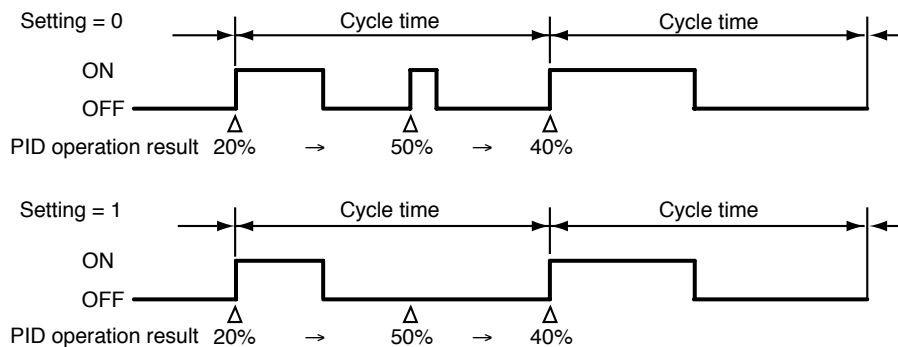 Setting = 0
Cycle time Cycle time
ON
OFF
PID operation result 20% → 50% → 40%
Setting = 1
Cycle time Cycle time
ON
OFF
PID operation result 20% → 50% → 40%